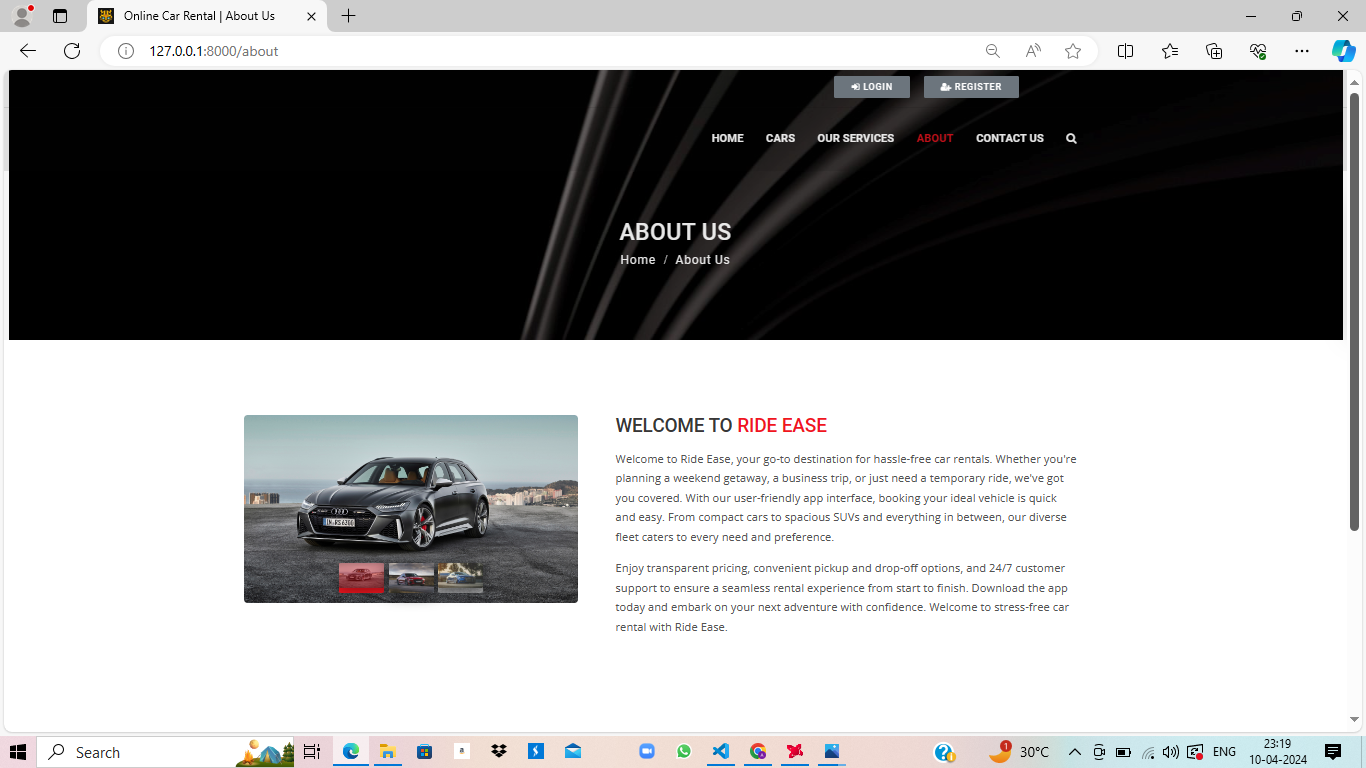 Online Car Rental | About Us
127.0.0.1:8000/about
LOGIN
REGISTER
HOME
CARS
OUR SERVICES
ABOUT
CONTACT US
ABOUT US
Home / About Us
WELCOME TO RIDE EASE
Welcome to Ride Ease, your go-to destination for hassle-free car rentals. Whether you're
planning a weekend getaway, a business trip, or just need a temporary ride, we've got
you covered. With our user-friendly app interface, booking your ideal vehicle is quick
and easy. From compact cars to spacious SUVs and everything in between, our diverse
fleet caters to every need and preference.
Enjoy transparent pricing, convenient pickup and drop-off options, and 24/7 customer
support to ensure a seamless rental experience from start to finish. Download the app
today and embark on your next adventure with confidence. Welcome to stress-free car
rental with Ride Ease.
Search
1
30°C
ENG
23:19
10-04-2024